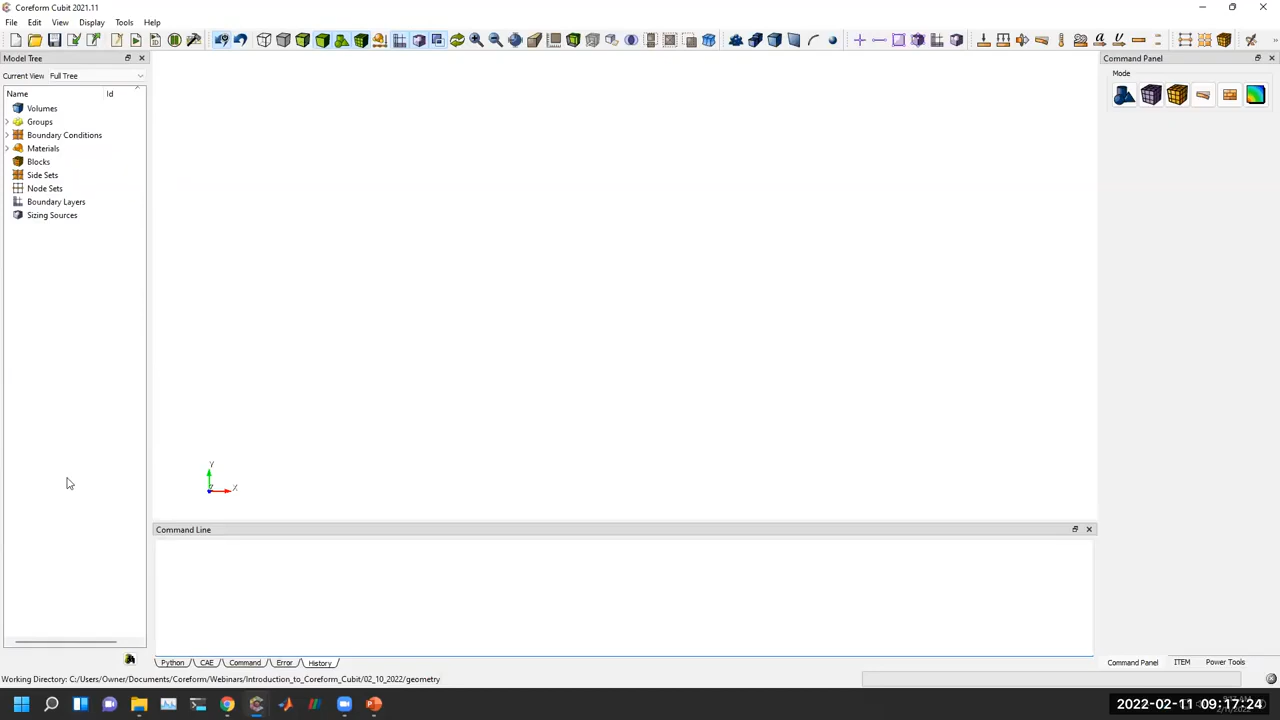 Coreform Cubit 2021.11
File Edit View Display Tools Help
Model Tree
Current View Full Tree
Name Id
Volumes
Groups
Boundary Conditions
Materials
Blocks
Side Sets
Node Sets
Boundary Layers
Sizing Sources
Y
Z X
Command Line
Python CAE Command Error History
Command Panel
Mode
Command Panel ITEM Power Tools
Working Directory: C:/Users/Owner/Documents/Coreform/Webinars/Introduction_to_Coreform_Cubit/02_10_2022/geometry
2022-02-11 09:17:24